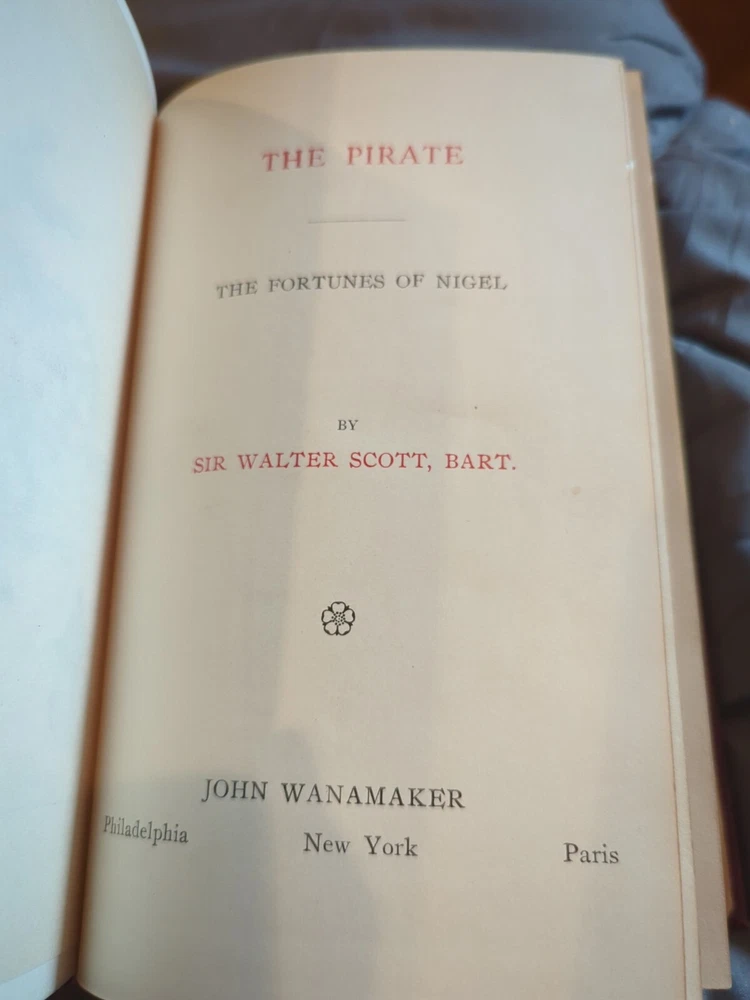 THE PIRATE
THE FORTUNES OF NIGEL
BY
SIR WALTER SCOTT, BART.
JOHN WANAMAKER
Philadelphia New York Paris